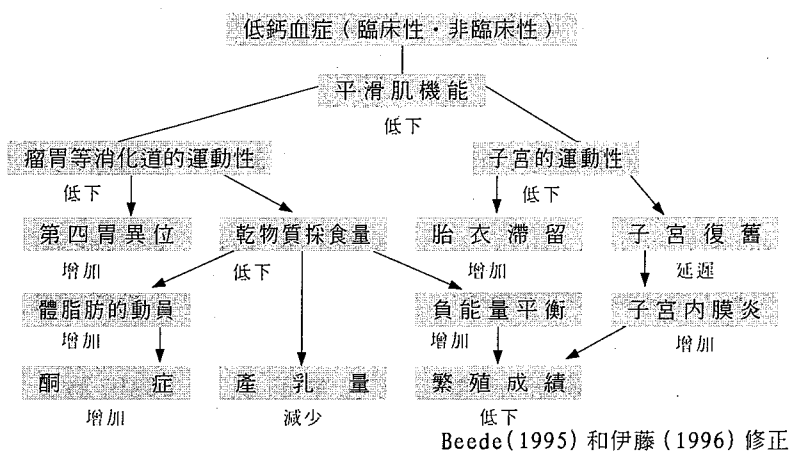 低鈣血症(臨床性・非臨床性)
平滑肌機能
低下
瘤胃等消化道的運動性
子宮的運動性
低下
低下
第四胃異位
乾物質採食量
胎衣滯留
子宮復舊
增加
低下
增加
延遲
體脂肪的動員
負能量平衡
子宮內膜炎
增加
增加
增加
酮症
產乳量
繁殖成績
增加
減少
低下
Beede(1995)和伊藤(1996)修正